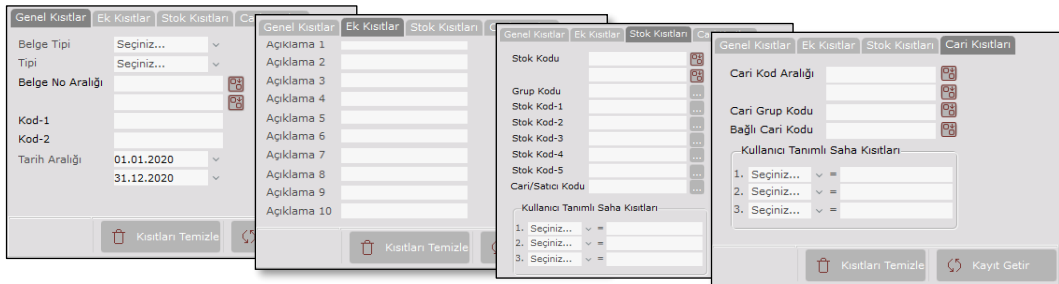 Genel Kısıtlar Ek Kısıtlar Stok Kısıtları
Belge Tipi Seçiniz...
Tipi Seçiniz...
Belge No Aralığı
Kod-1
Kod-2
Tarih Aralığı 01.01.2020
31.12.2020
Kısıtları Temizle
Genel Kısıtlar Ek Kısıtlar Stok Kısıtları
Açıklama 1
Açıklama 2
Açıklama 3
Açıklama 4
Açıklama 5
Açıklama 6
Açıklama 7
Açıklama 8
Açıklama 9
Açıklama 10
Kısıtları Temizle
Genel Kısıtlar Ek Kısıtlar Stok Kısıtları
Stok Kodu
Grup Kodu
Stok Kod-1
Stok Kod-2
Stok Kod-3
Stok Kod-4
Stok Kod-5
Cari/Satıcı Kodu
Kullanıcı Tanımlı Saha Kısıtları
1. Seçiniz... =
2. Seçiniz... =
3. Seçiniz... =
Genel Kısıtlar Ek Kısıtlar Stok Kısıtları Cari Kısıtları
Cari Kod Aralığı
Cari Grup Kodu
Bağlı Cari Kodu
Kullanıcı Tanımlı Saha Kısıtları
1. Seçiniz... =
2. Seçiniz... =
3. Seçiniz... =
Kısıtları Temizle Kayıt Getir